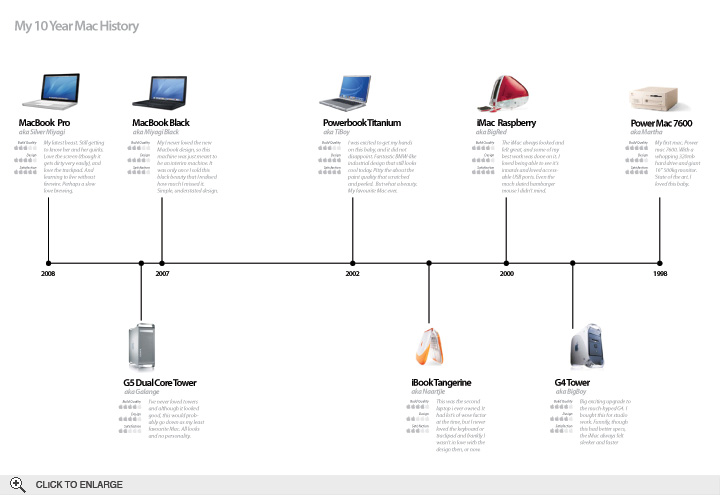 My 10 Year Mac History
MacBook Pro
aka Silver Miyagi
Build Quality
Design
Satisfaction
My latest beast. Still getting
to know her and her quirks.
Love the screen (though it
gets dirty very easily), and
love the trackpad. And
learning to live without
firewire. Perhaps a slow
love brewing.
MacBook Black
aka Miyagi Black
Build Quality
Design
Satisfaction
My I never loved the new
Macbook design, so this
machine was just meant to
be an interim machine. It
was only once I sold this
black beauty that I realised
how much I missed it.
Simple, understated design.
Powerbook Titanium
aka TiBoy
Build Quality
Design
Satisfaction
I was excited to get my hands
on this baby, and it did not
disappoint. Fantastic BMW-like
industrial design that still looks
cool today. Pitty the about the
paint quality that scratched
and peeled. But what a beauty.
My favourite Mac ever.
iMac Raspberry
aka BigRed
Build Quality
Design
Satisfaction
The iMac always looked and
felt great, and some of my
best work was done on it. I
loved being able to see it's
innards and loved access-
able USB ports. Even the
much dissed hamburger
mouse I didn't mind.
Power Mac 7600
aka Martha
Build Quality
Design
Satisfaction
My first mac. Power
mac 7600. With a
whopping 320mb
hard drive and giant
16" 500kg monitor.
State of the art. I
loved this baby.
2008
2007
2002
2000
1998
G5 Dual Core Tower
aka Galange
Build Quality
Design
Satisfaction
I've never loved towers
and although it looked
good, this would prob-
ably go down as my least
favourite Mac. All looks
and no personality.
iBook Tangerine
aka Naartjie
Build Quality
Design
Satisfaction
This was the second
laptop I ever owned. It
had lot's of wow factor
at the time, but I never
loved the keyboard or
trackpad and frankly I
wasn't in love with the
design then, or now.
G4 Tower
aka BigBoy
Build Quality
Design
Satisfaction
Big exciting upgrade to
the much-hyped G4. I
bought this for studio
work. Funnily, though
this had better specs,
the iMac always felt
sleeker and faster
CLiCK TO ENLARGE